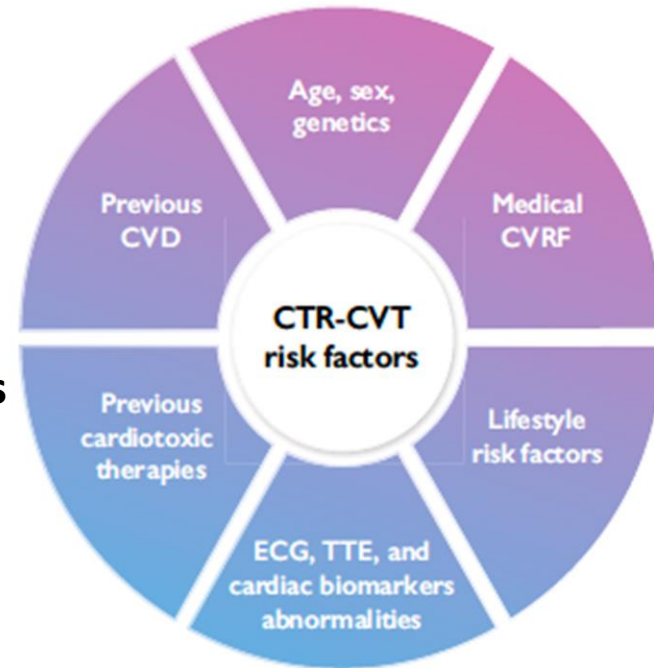 Age, sex,
genetics
Previous
CVD
Medical
CVRF
CTR-CVT
risk factors
s
Previous
cardiotoxic
therapies
Lifestyle
risk factors
ECG, TTE, and
cardiac biomarkers
abnormalities